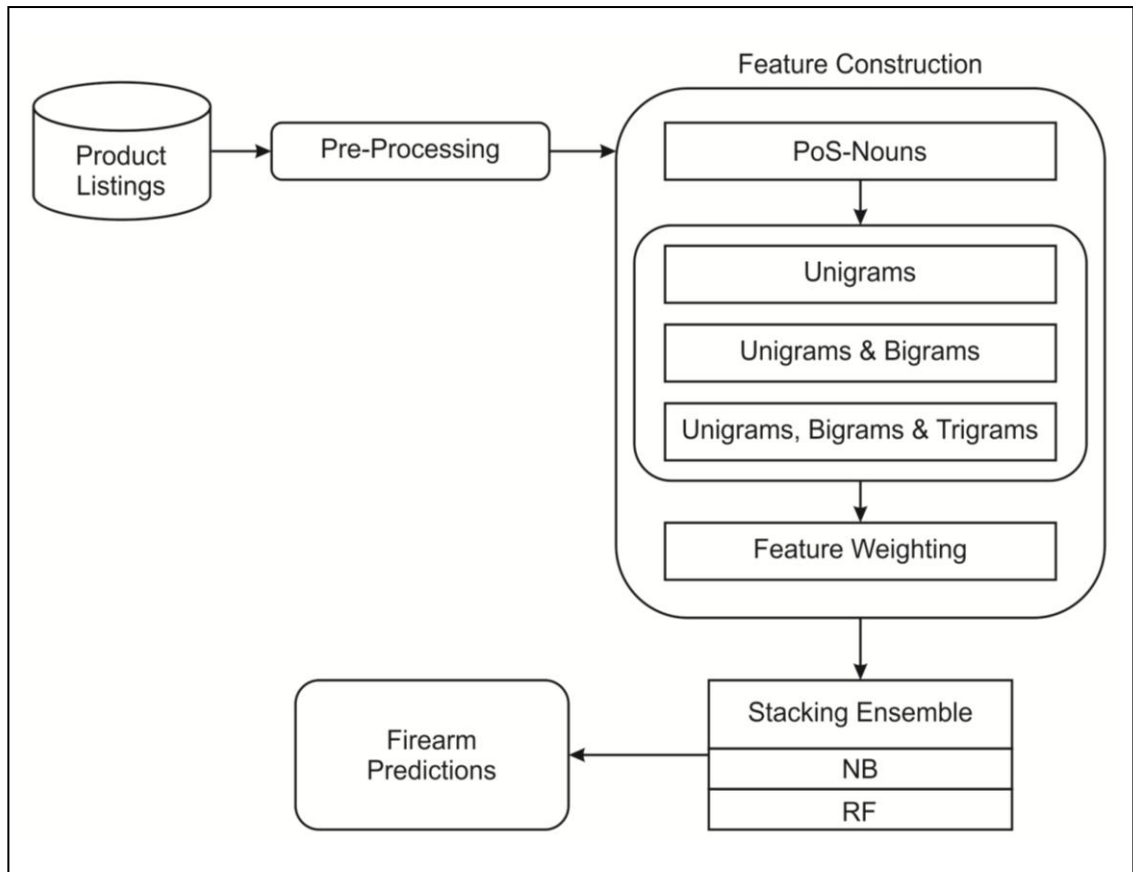 Feature Construction
Product
Listings
Pre-Processing
PoS-Nouns
Unigrams
Unigrams & Bigrams
Unigrams, Bigrams & Trigrams
Feature Weighting
Stacking Ensemble
NB
RF
Firearm
Predictions